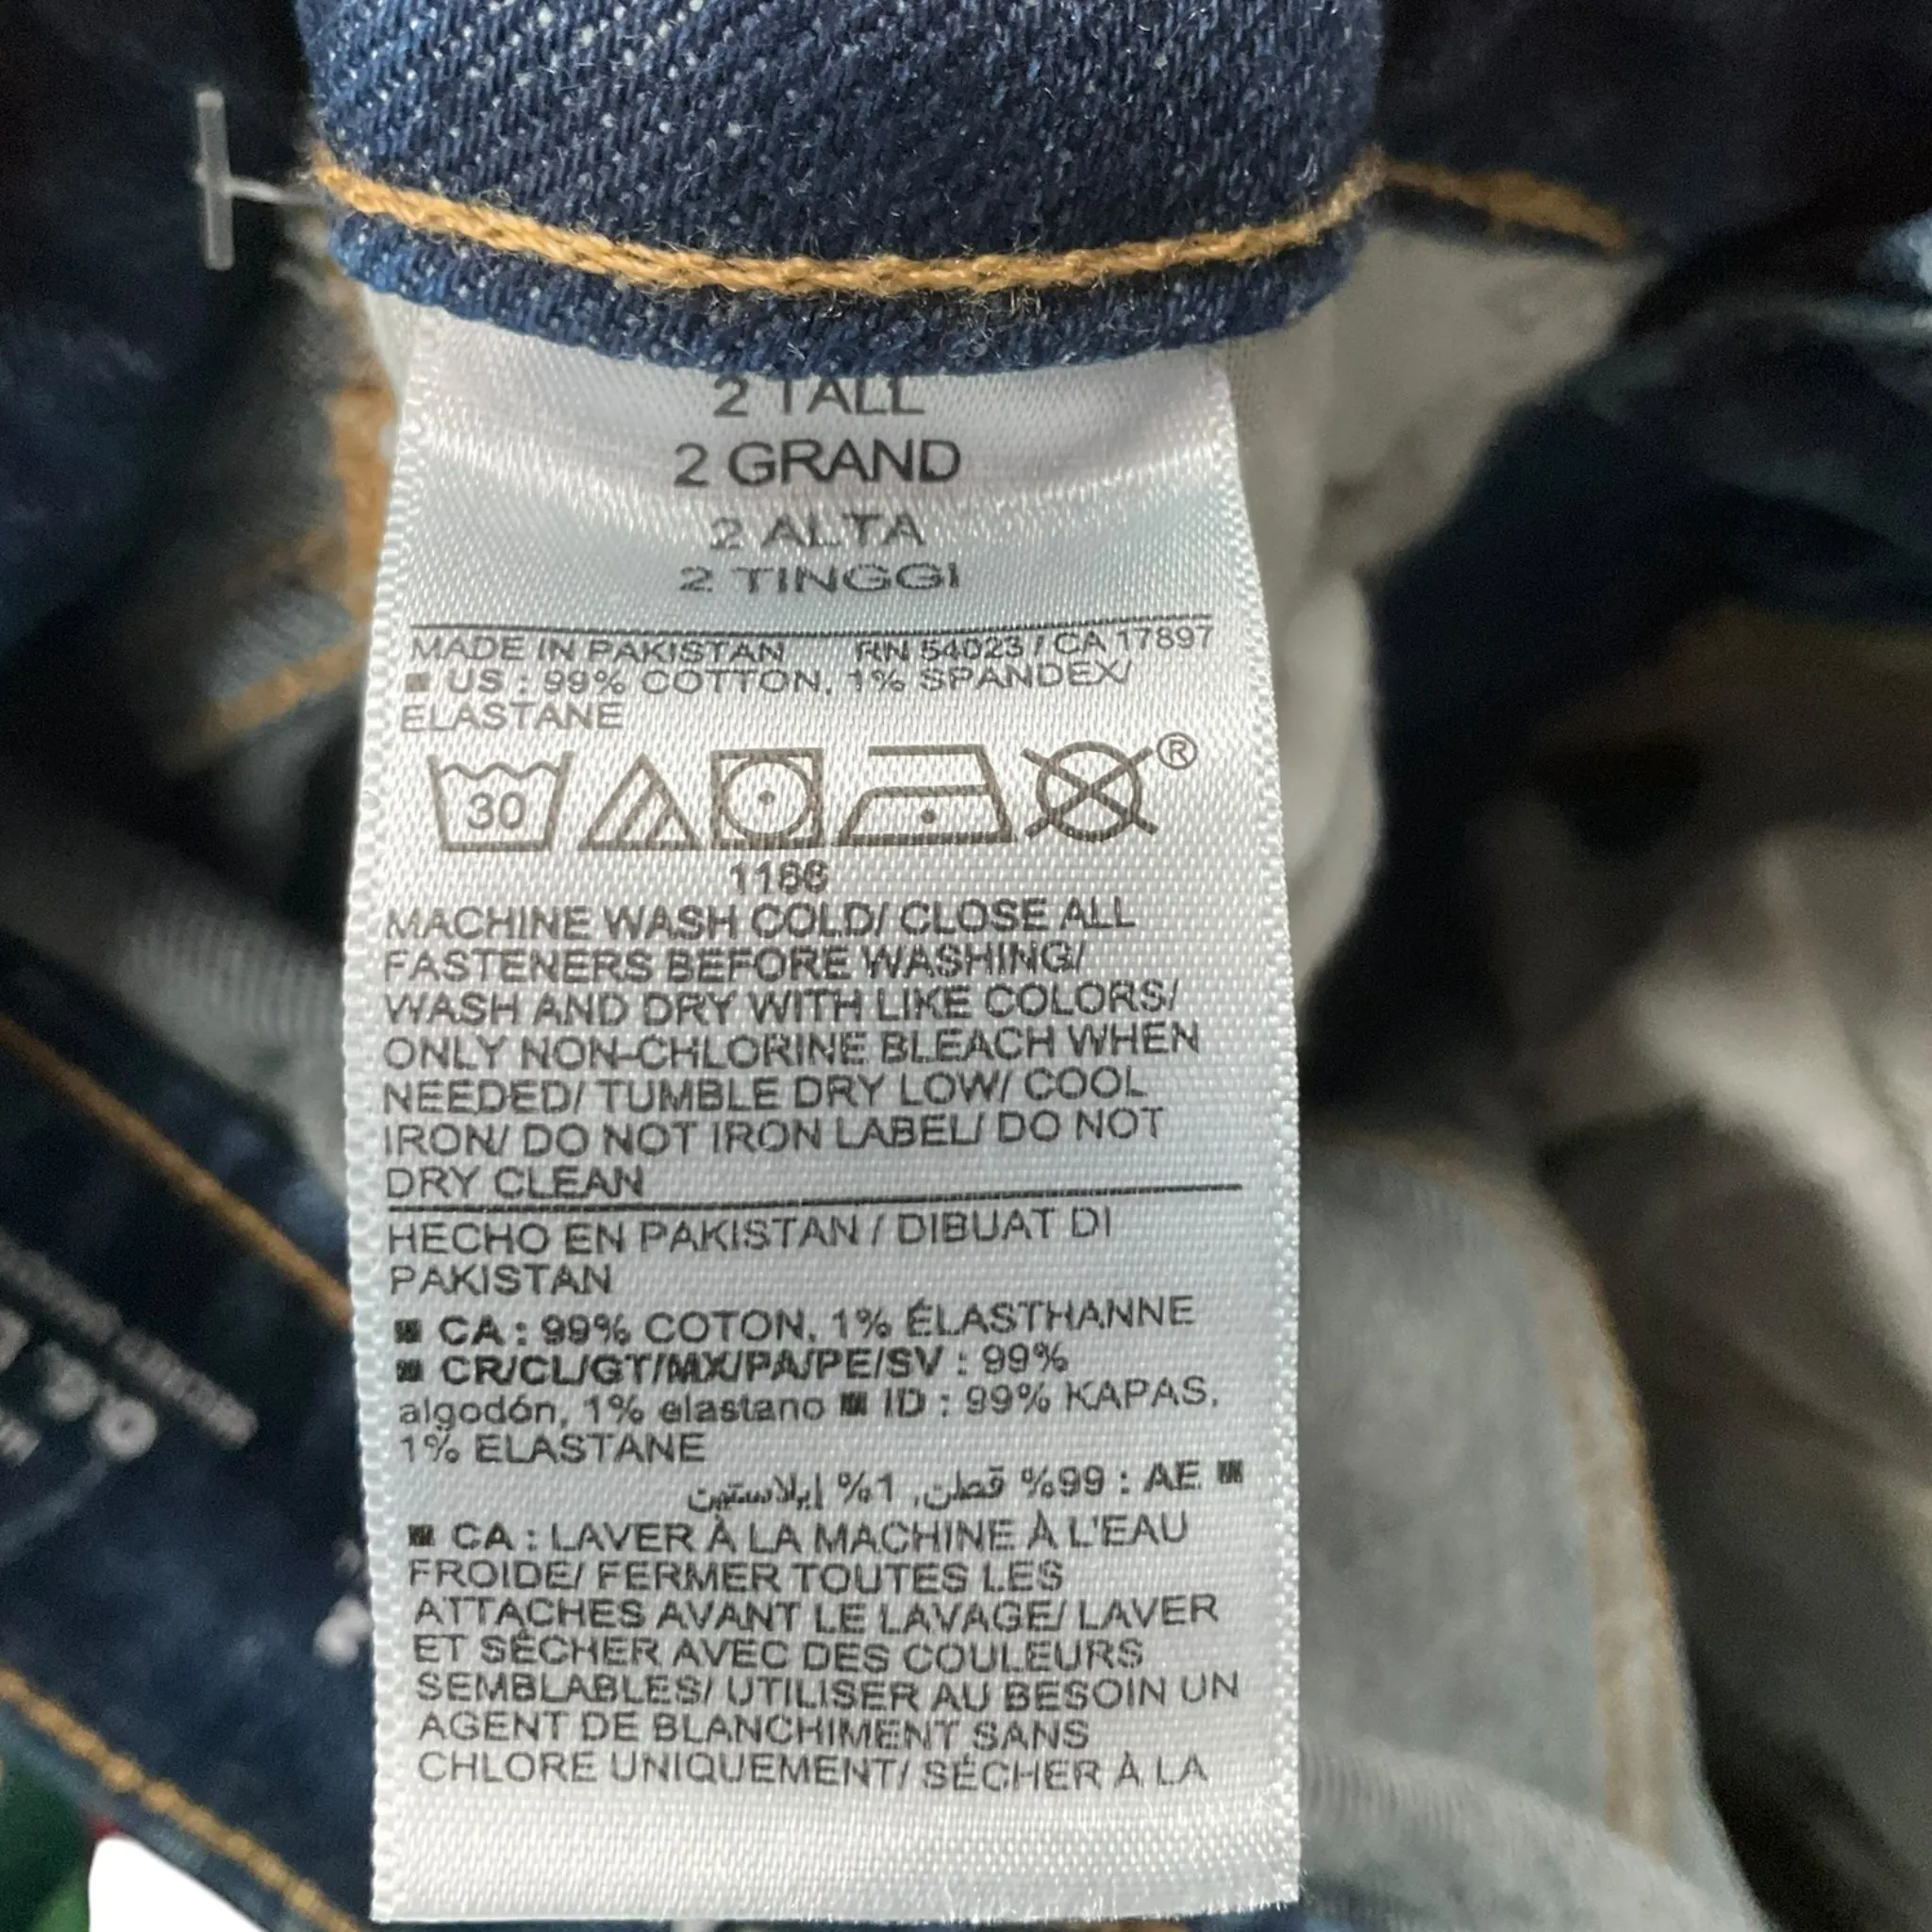 2 TALL
2 GRAND
2 ALTA
2 TINGGI
MADE IN PAKISTAN RN 54023 / CA 17897
■ US : 99% COTTON, 1% SPANDEX/
ELASTANE
30 ®
1166
MACHINE WASH COLD/ CLOSE ALL
FASTENERS BEFORE WASHING/
WASH AND DRY WITH LIKE COLORS/
ONLY NON-CHLORINE BLEACH WHEN
NEEDED/ TUMBLE DRY LOW/ COOL
IRON/ DO NOT IRON LABEL/ DO NOT
DRY CLEAN
HECHO EN PAKISTAN / DIBUAT DI
PAKISTAN
■ CA : 99% COTON, 1% ÉLASTHANNE
■ CR/CL/GT/MX/PA/PE/SV : 99%
algodón, 1% elastano ■ ID : 99% KAPAS,
1% ELASTANE
■ AE : 99% قطن, 1% إيلاستين
■ CA : LAVER À LA MACHINE À L'EAU
FROIDE/ FERMER TOUTES LES
ATTACHES AVANT LE LAVAGE/ LAVER
ET SÉCHER AVEC DES COULEURS
SEMBLABLES/ UTILISER AU BESOIN UN
AGENT DE BLANCHIMENT SANS
CHLORE UNIQUEMENT/ SÉCHER À LA